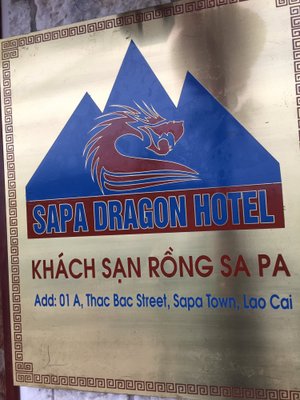 SAPA DRAGON HOTEL
KHÁCH SẠN RỒNG SA PA
Add: 01 A, Thac Bac Street, Sapa Town, Lao Cai